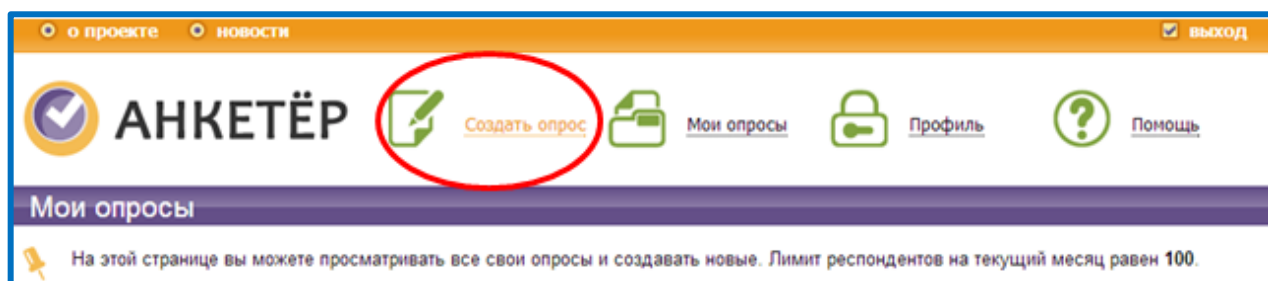 о проекте новости выход
АНКЕТЁР Создать опрос Мои опросы Профиль Помощь
Мои опросы
На этой странице вы можете просматривать все свои опросы и создавать новые. Лимит респондентов на текущий месяц равен 100.